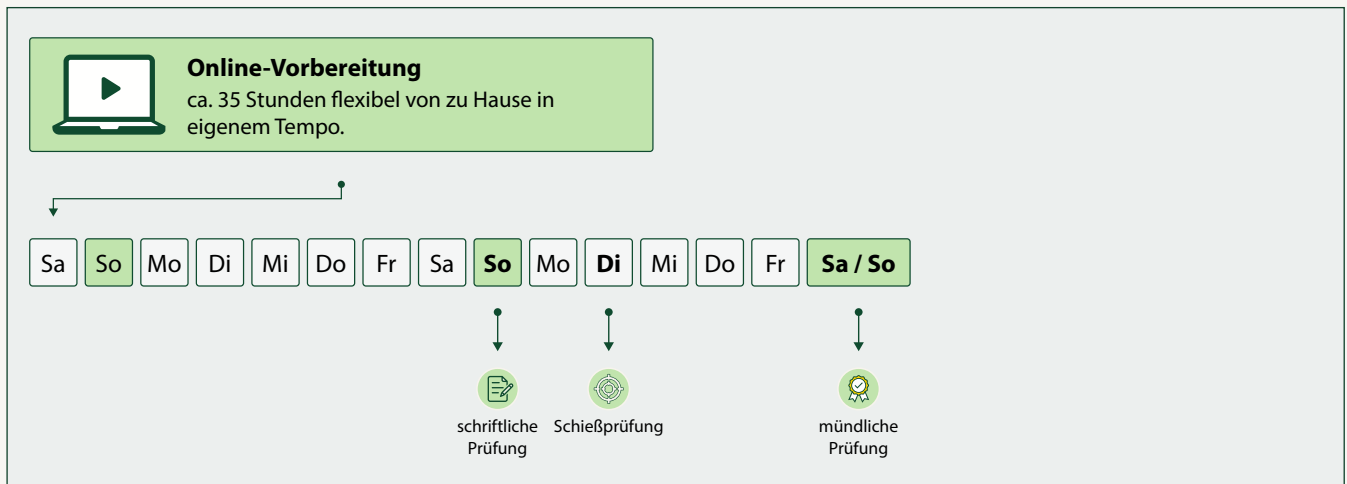 Online-Vorbereitung
ca. 35 Stunden flexibel von zu Hause in
eigenem Tempo.
Sa So Mo Di Mi Do Fr Sa So Mo Di Mi Do Fr Sa / So
schriftliche
Prüfung
Schießprüfung
mündliche
Prüfung